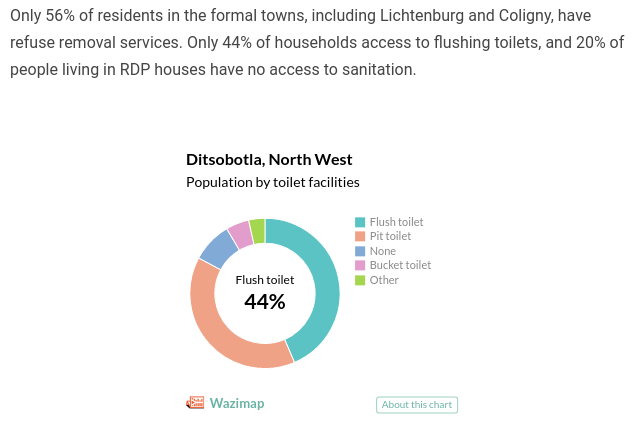 Only 56% of residents in the formal towns, including Lichtenburg and Coligny, have
refuse removal services. Only 44% of households access to flushing toilets, and 20% of
people living in RDP houses have no access to sanitation.
Ditsobotla, North West
Population by toilet facilities
Flush toilet
Pit toilet
None
Bucket toilet
Other
Flush toilet
44%
Wazimap
About this chart